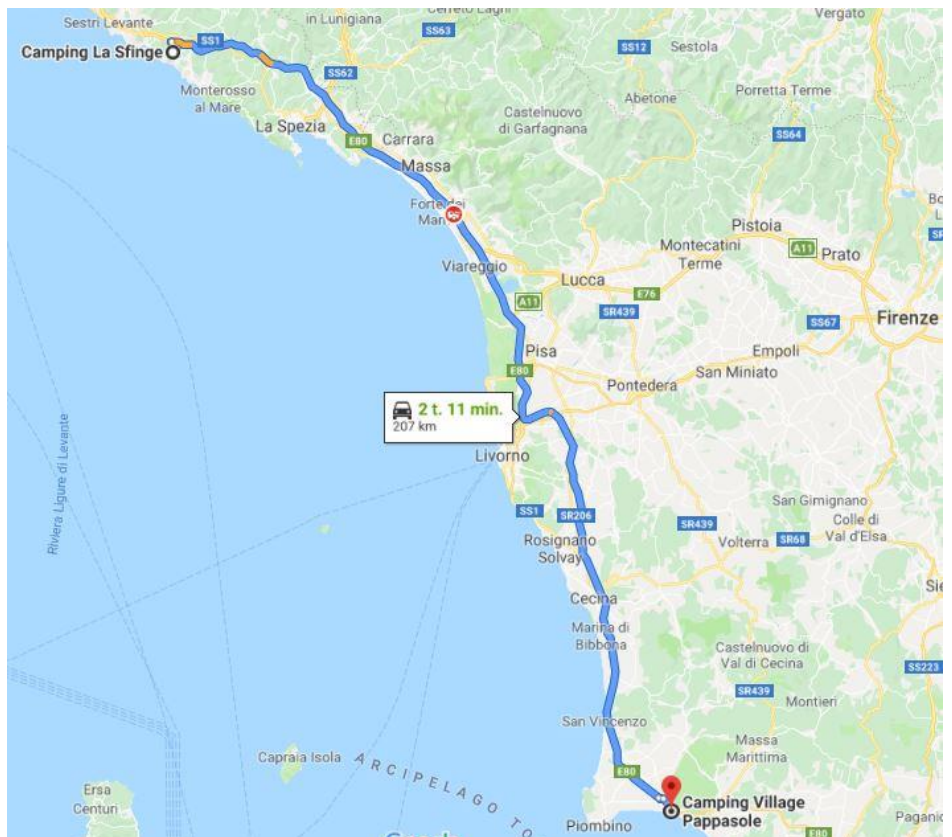 Sestri Levante
in Lunigiana
Cerreto Laghi
Vergato
SS1
SS63
SS12
Sestola
Camping La Sfinge
SS62
Porretta Terme
Monterosso
al Mare
Abetone
Castelnuovo
di Garfagnana
La Spezia
SS64
E80
Carrara
Massa
Forte dei
Pistoia
A11
Prato
Montecatini
Terme
Viareggio
Lucca
A11
E76
SR439
SS67
Firenze
Pisa
Empoli
E80
San Miniato
Pontedera
2 t. 11 min.
207 km
Livorno
Riviera Ligure di Levante
San Gimignano
Colle di
Val d'Elsa
SS1
SR206
SR439
SR68
Rosignano
Solvay
Volterra
Cecina
Marina di
Bibbona
Castelnuovo di
Val di Cecina
SS223
SR439
Montieri
San Vincenzo
Massa
Marittima
Capraia Isola
ARCIPELAGO TO
E80
Ersa
Centuri
Camping Village
Pappasole
Piombino
E80